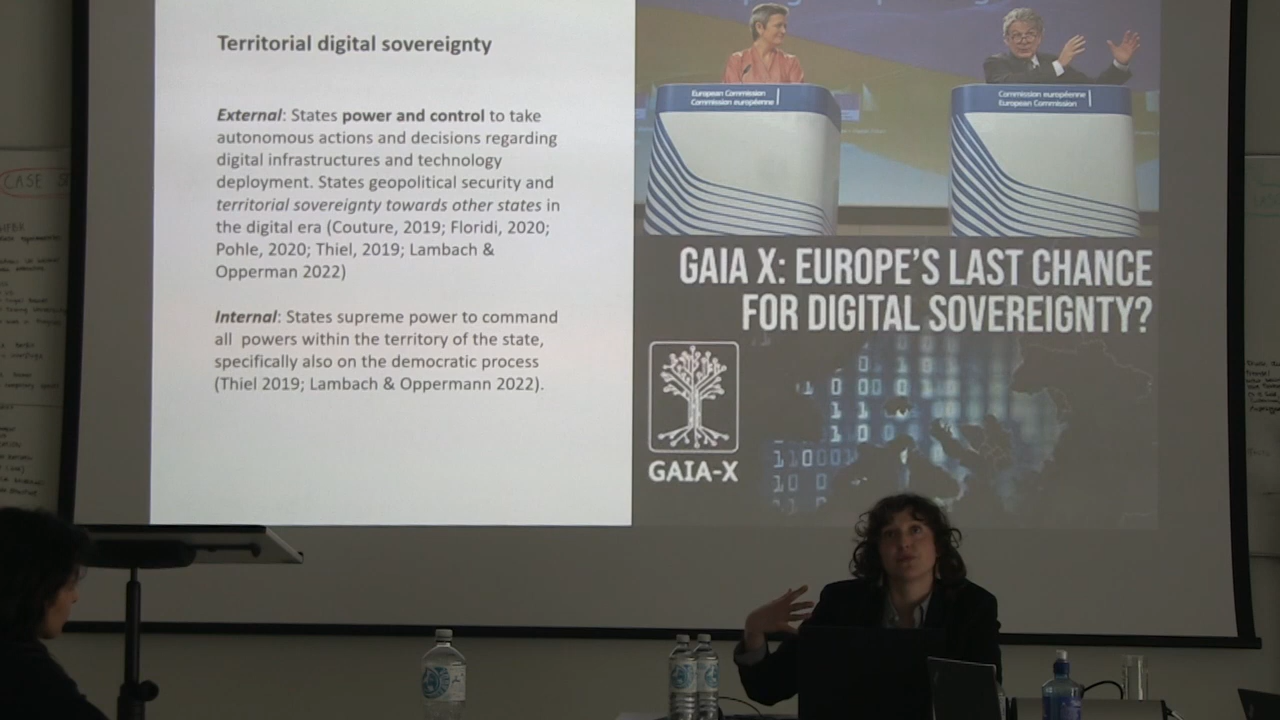 Territorial digital sovereignty
External: States power and control to take
autonomous actions and decisions regarding
digital infrastructures and technology
deployment. States geopolitical security and
territorial sovereignty towards other states in
the digital era (Couture, 2019; Floridi, 2020;
Pohle, 2020; Thiel, 2019; Lambach &
Opperman 2022)
Internal: States supreme power to command
all powers within the territory of the state,
specifically also on the democratic process
(Thiel 2019; Lambach & Oppermann 2022).
European Commission
Commission européenne
Commission européenne
European Commission
GAIA X: EUROPE'S LAST CHANCE
FOR DIGITAL SOVEREIGNTY?
GAIA-X
CASE